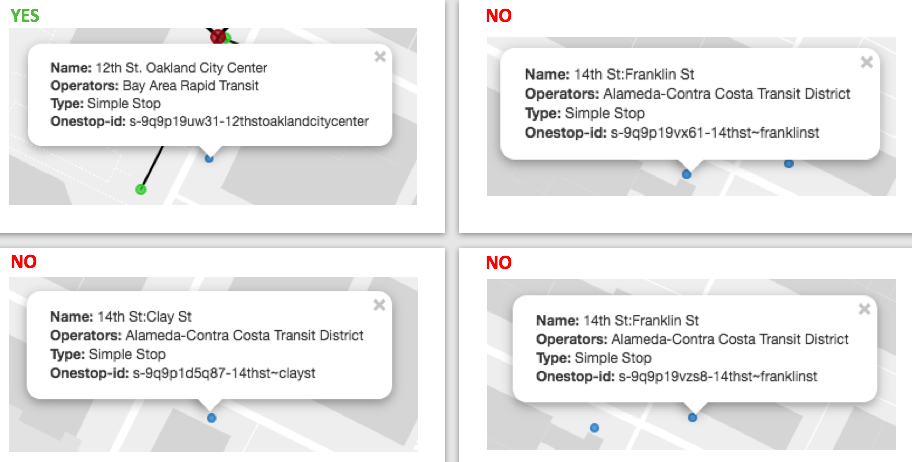 YES
Name: 12th St. Oakland City Center
Operators: Bay Area Rapid Transit
Type: Simple Stop
Onestop-id: s-9q9p19uw31-12thstoaklandcitycenter
NO
Name: 14th St:Franklin St
Operators: Alameda-Contra Costa Transit District
Type: Simple Stop
Onestop-id: s-9q9p19vx61-14thst~franklinst
NO
Name: 14th St:Clay St
Operators: Alameda-Contra Costa Transit District
Type: Simple Stop
Onestop-id: s-9q9p1d5q87-14thst~clayst
NO
Name: 14th St:Franklin St
Operators: Alameda-Contra Costa Transit District
Type: Simple Stop
Onestop-id: s-9q9p19vzs8-14thst~franklinst